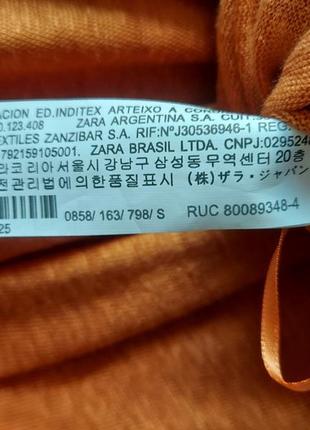 ACION ED.INDITEX ARTEIXO A COR
0.123.408 ZARA ARGENTINA S.A. CUIT:
EXTILES ZANZIBAR S.A. RIF:NºJ30536946-1 REG.
792159105001. ZARA BRASIL LTDA. CNPJ:029524
라코리아서울시강남구삼성동무역센터 20층
전관리법에의한품질표시 (株)ザラ・ジャパン
0858/ 163/ 798/ S RUC 80089348-4
25